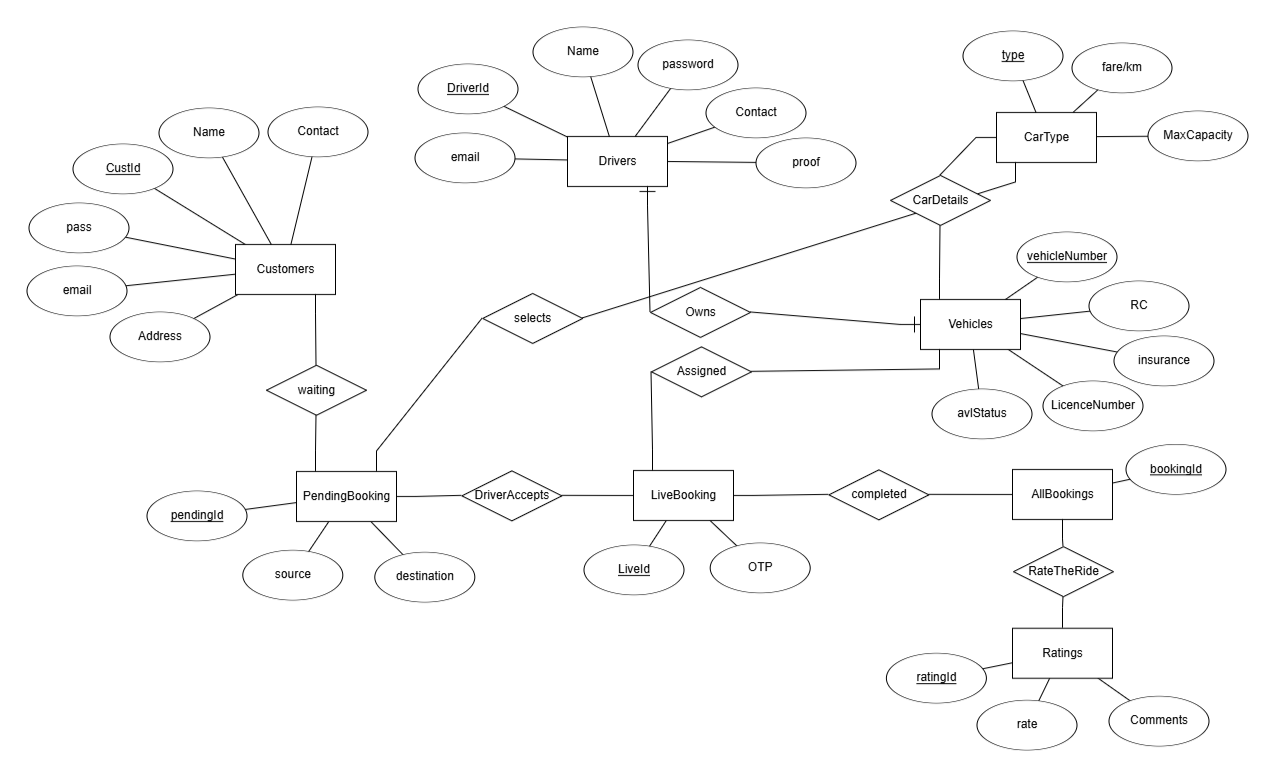 Name
type
password
fare/km
DriverId
Contact
Name
Contact
MaxCapacity
CarType
email
Drivers
proof
CustId
CarDetails
pass
vehicleNumber
Customers
email
RC
Owns
selects
Vehicles
Address
insurance
Assigned
waiting
LicenceNumber
avlStatus
bookingId
PendingBooking
DriverAccepts
LiveBooking
completed
AllBookings
pendingId
source
destination
LiveId
OTP
RateTheRide
Ratings
ratingId
rate
Comments